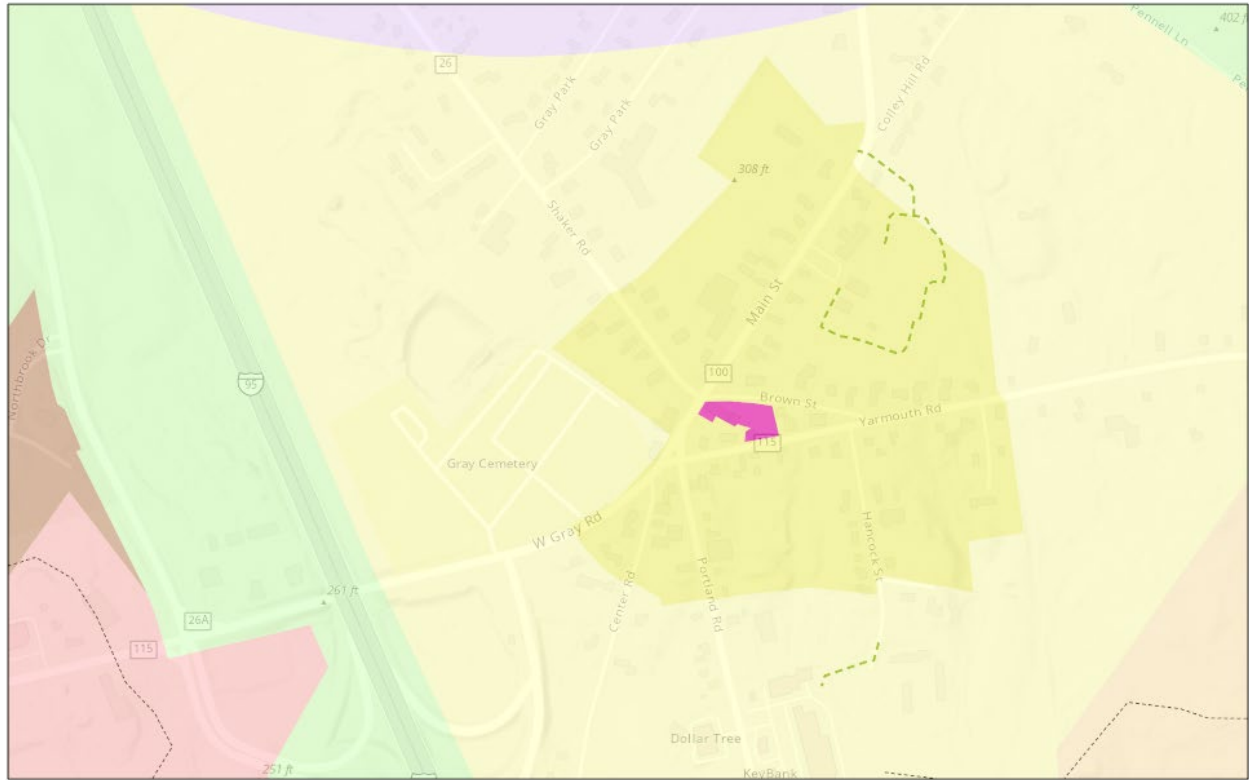 Pennell Ln
402 ft
26
Gray Park
Gray Park
Colley Hill Rd
308 ft
Shaker Rd
Main St
Northbrook Dr
95
100
Brown St
Yarmouth Rd
115
Gray Cemetery
W Gray Rd
Hancock St
Center Rd
Portland Rd
261 ft
26A
115
Dollar Tree
251 ft
KeyBank